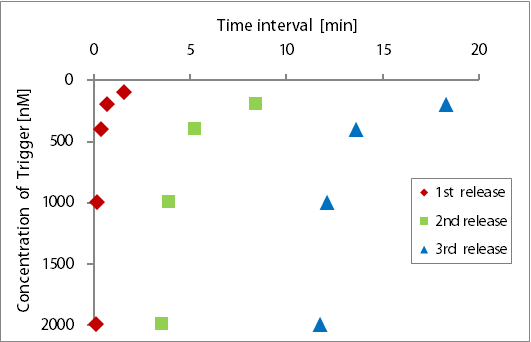 Time interval [min]
0 5 10 15 20
Concentration of Trigger [nM]
0
500
1000
1500
2000
1st release
2nd release
3rd release